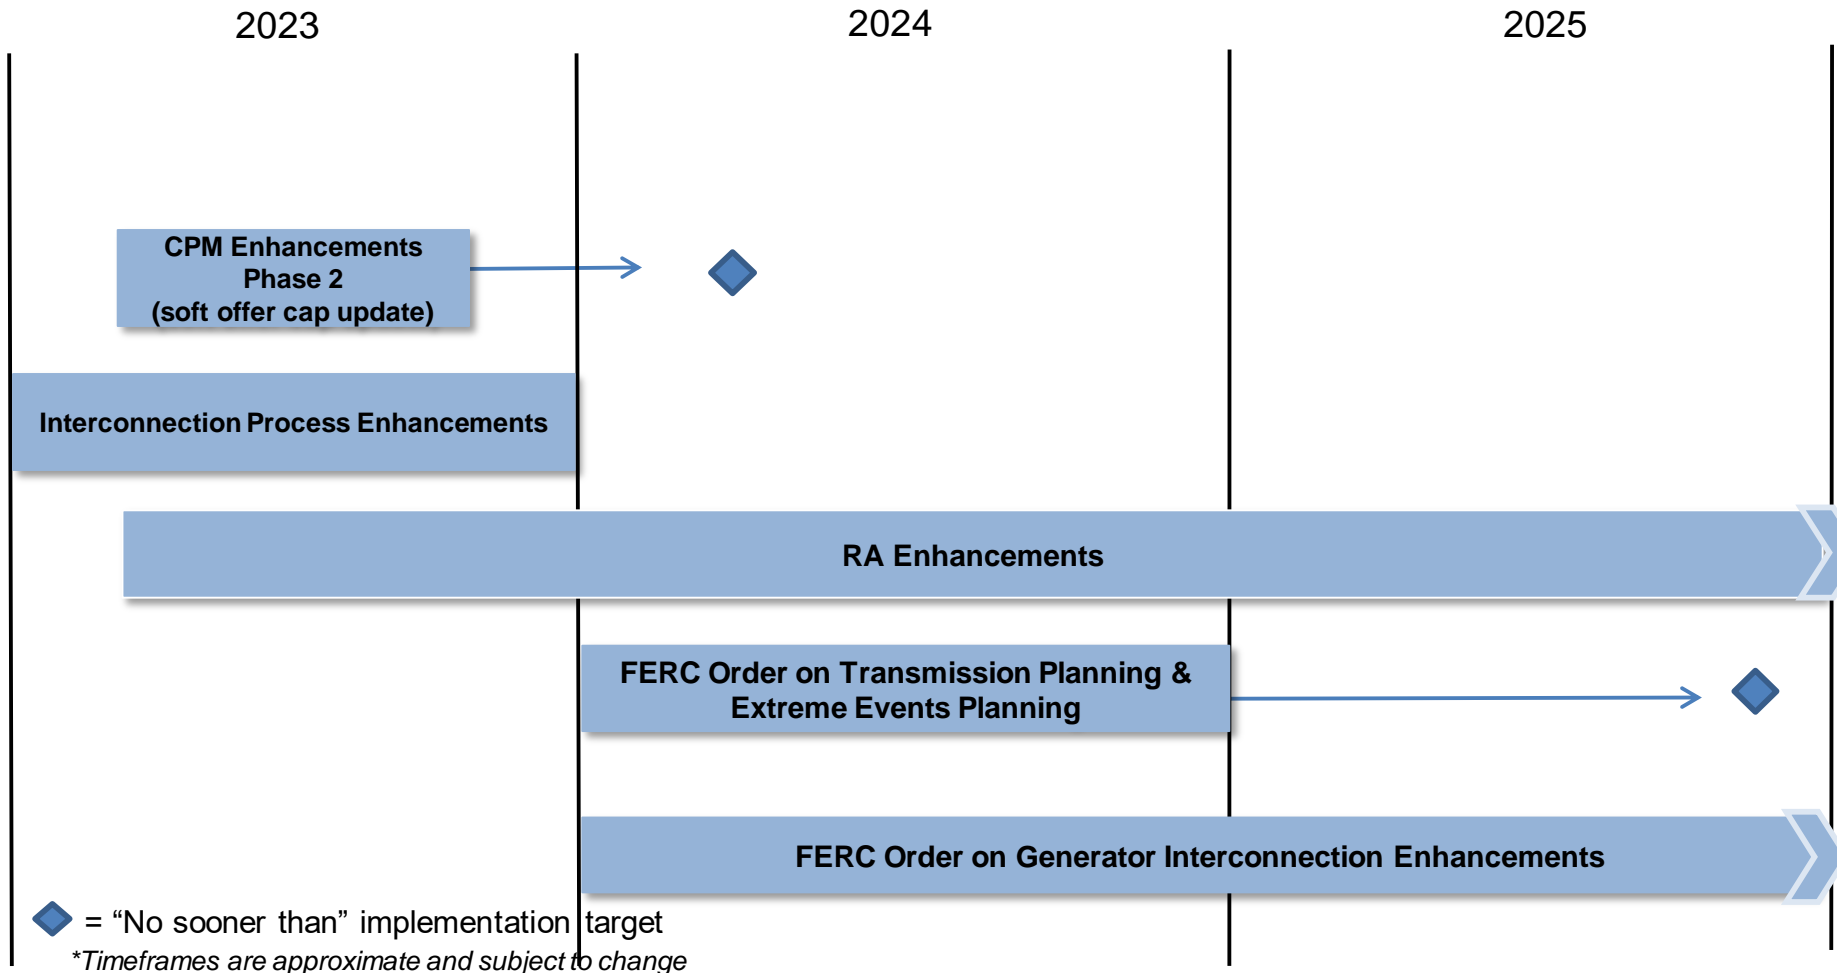 2023
2024
2025
CPM Enhancements
Phase 2
(soft offer cap update)
Interconnection Process Enhancements
RA Enhancements
FERC Order on Transmission Planning &
Extreme Events Planning
FERC Order on Generator Interconnection Enhancements
= “No sooner than” implementation target
*Timeframes are approximate and subject to change